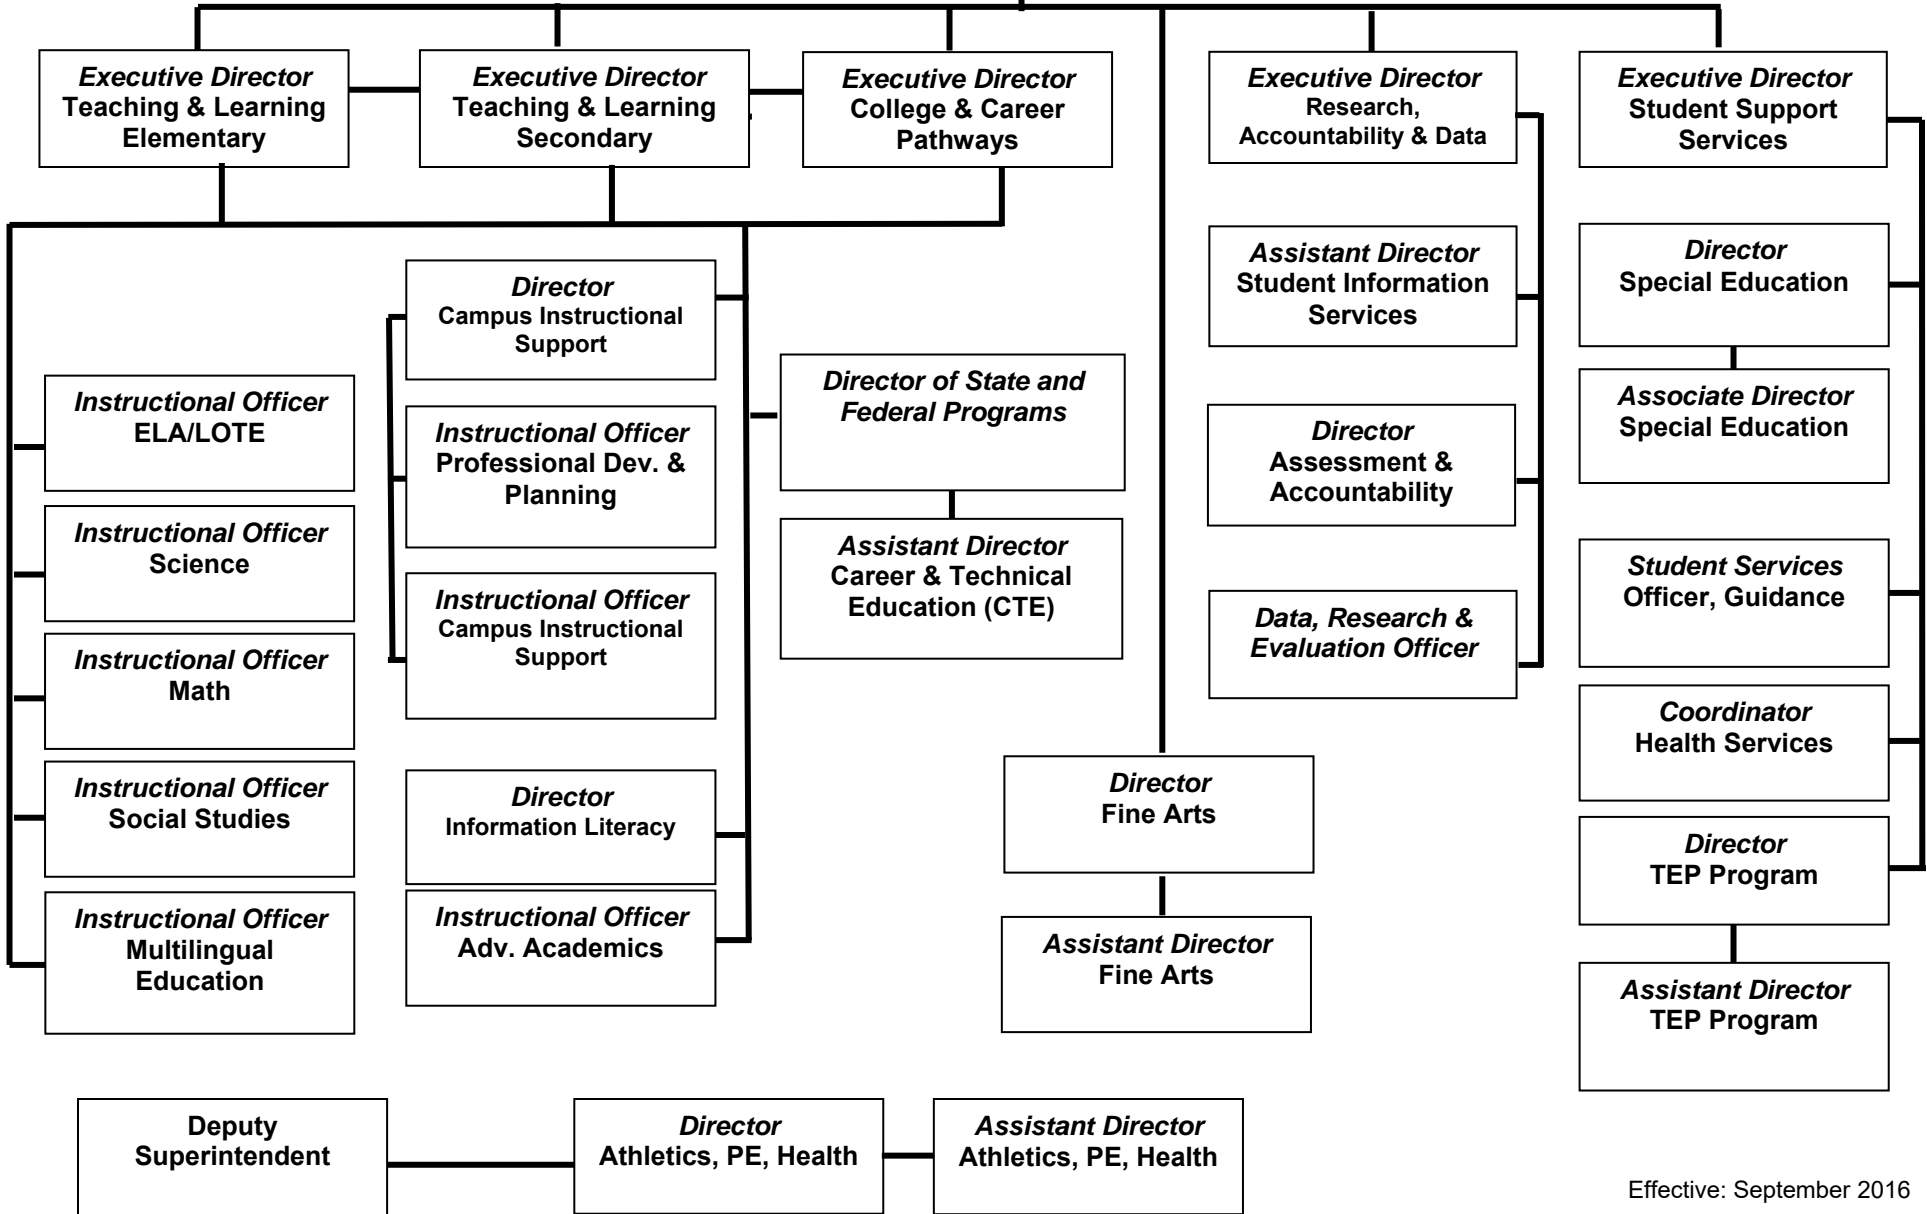 Executive Director
Teaching & Learning
Elementary
Executive Director
Teaching & Learning
Secondary
Executive Director
College & Career
Pathways
Executive Director
Research,
Accountability & Data
Executive Director
Student Support
Services
Instructional Officer
ELA/LOTE
Instructional Officer
Science
Instructional Officer
Math
Instructional Officer
Social Studies
Instructional Officer
Multilingual
Education
Director
Campus Instructional
Support
Instructional Officer
Professional Dev. &
Planning
Instructional Officer
Campus Instructional
Support
Director
Information Literacy
Instructional Officer
Adv. Academics
Director of State and
Federal Programs
Assistant Director
Career & Technical
Education (CTE)
Director
Fine Arts
Assistant Director
Fine Arts
Assistant Director
Student Information
Services
Director
Assessment &
Accountability
Data, Research &
Evaluation Officer
Director
Special Education
Associate Director
Special Education
Student Services
Officer, Guidance
Coordinator
Health Services
Director
TEP Program
Assistant Director
TEP Program
Deputy
Superintendent
Director
Athletics, PE, Health
Assistant Director
Athletics, PE, Health
Effective: September 2016